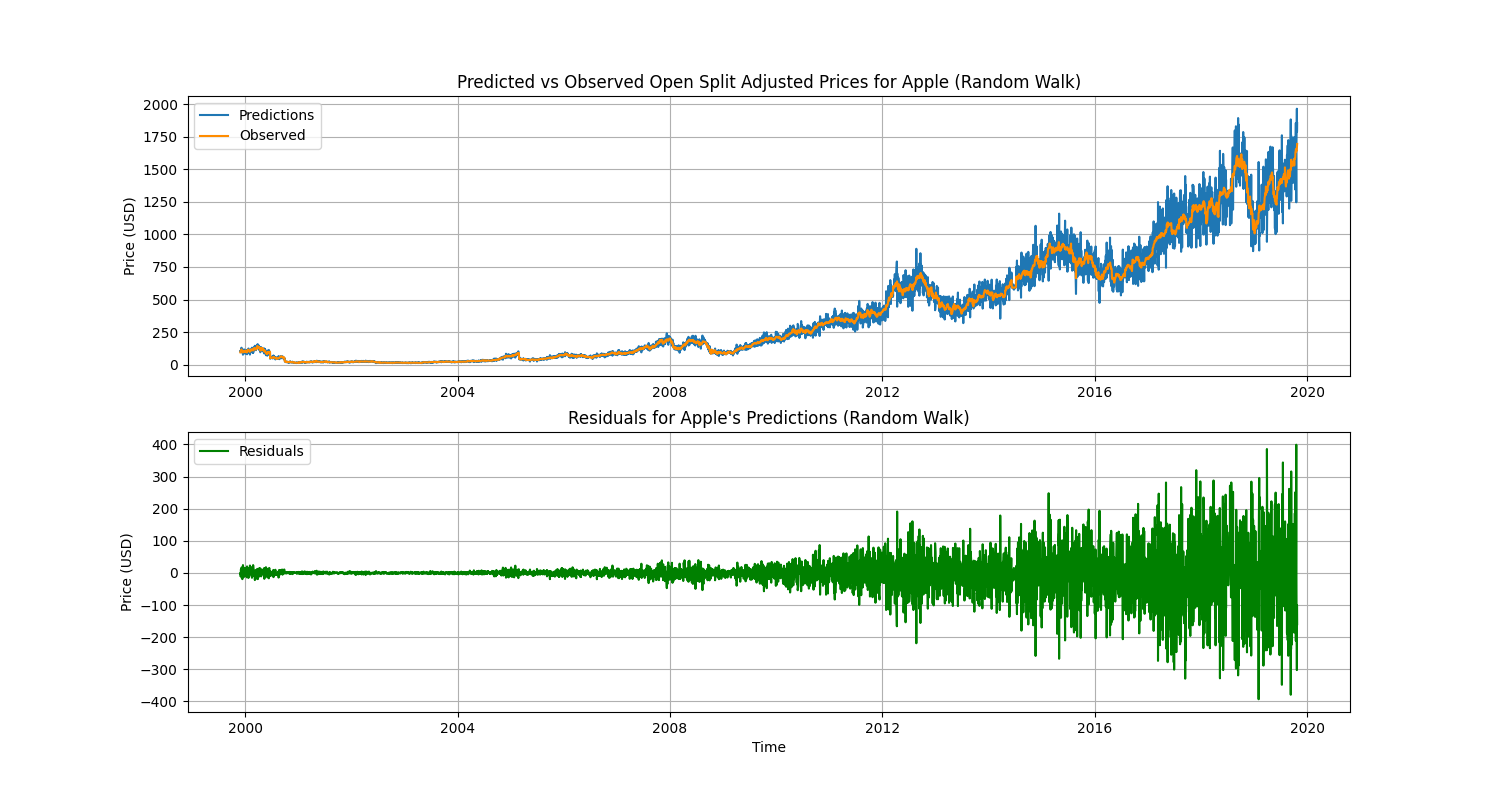 Predicted vs Observed Open Split Adjusted Prices for Apple (Random Walk)
Predictions
Observed
Price (USD)
2000
1750
1500
1250
1000
750
500
250
0
2000 2004 2008 2012 2016 2020
Residuals for Apple's Predictions (Random Walk)
Residuals
Price (USD)
400
300
200
100
0
−100
−200
−300
−400
2000 2004 2008 2012 2016 2020
Time